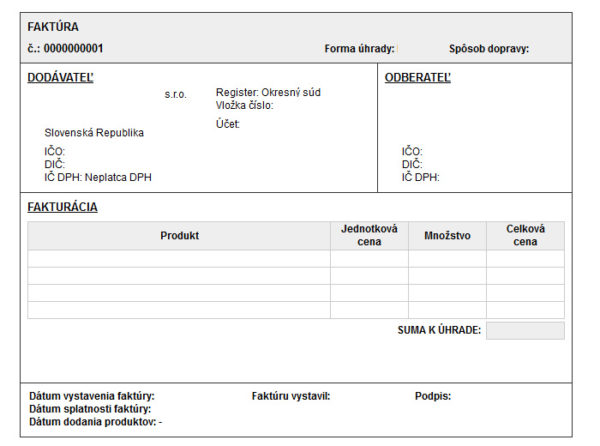 FAKTÚRA
č.: 0000000001 Forma úhrady: Spôsob dopravy:
DODÁVATEĽ
s.r.o.
Slovenská Republika
IČO:
DIČ:
IČ DPH: Neplatca DPH
Register: Okresný súd
Vložka číslo:
Účet:
ODBERATEĽ
IČO:
DIČ:
IČ DPH:
FAKTURÁCIA
Produkt Jednotková cena Množstvo Celková cena
SUMA K ÚHRADE:
Dátum vystavenia faktúry: Faktúru vystavil: Podpis:
Dátum splatnosti faktúry:
Dátum dodania produktov: -